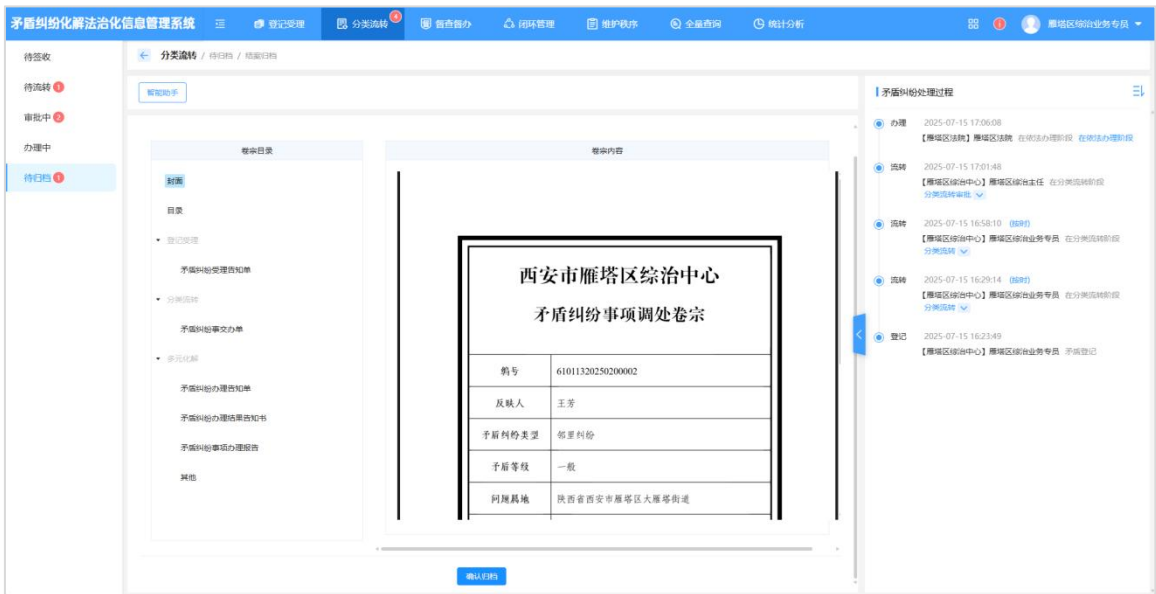 矛盾纠纷化解法治化信息管理系统
登记受理
分类流转
督查督办
闭环管理
维护秩序
全量查询
统计分析
雁塔区综治业务专员
待签收
待流转 1
审批中 2
办理中
待归档 1
分类流转 / 待归档 / 结案归档
智能助手
卷宗目录
封面
目录
登记受理
矛盾纠纷受理告知单
分类流转
矛盾纠纷事交办单
多元化解
矛盾纠纷办理告知单
矛盾纠纷办理结果告知书
矛盾纠纷事项办理报告
其他
卷宗内容
西安市雁塔区综治中心
矛盾纠纷事项调处卷宗
编号 61011320250200002
反映人 王芳
矛盾纠纷类型 邻里纠纷
矛盾等级 一般
问题属地 陕西省西安市雁塔区大雁塔街道
确认归档
矛盾纠纷处理过程
办理 2025-07-15 17:06:08
【雁塔区法院】雁塔区法院 在依法办理阶段 在依法办理阶段
流转 2025-07-15 17:01:48
【雁塔区综治中心】雁塔区综治主任 在分类流转阶段
分类流转审批
流转 2025-07-15 16:58:10 (按时)
【雁塔区综治中心】雁塔区综治业务专员 在分类流转阶段
分类流转
流转 2025-07-15 16:29:14 (按时)
【雁塔区综治中心】雁塔区综治业务专员 在分类流转阶段
分类流转
登记 2025-07-15 16:23:49
【雁塔区综治中心】雁塔区综治业务专员 矛盾登记